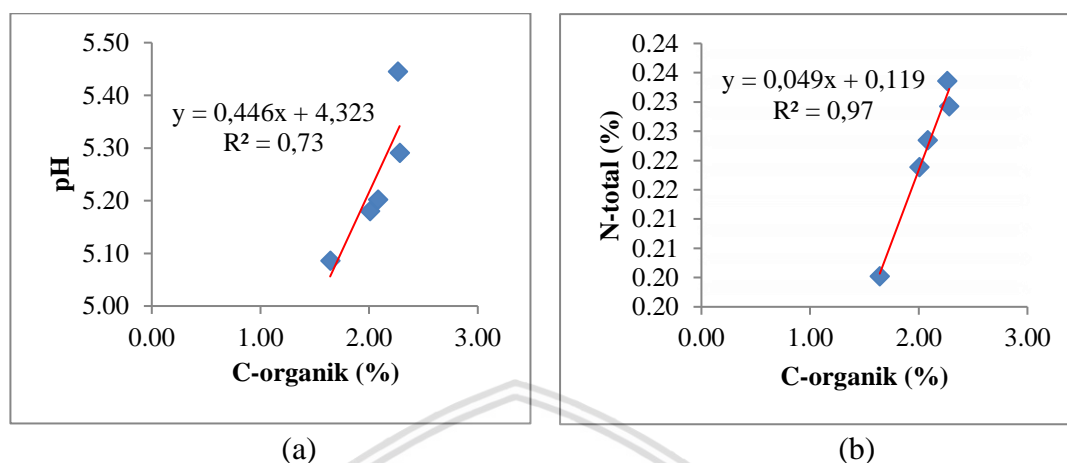 5.50
5.40
5.30
5.20
5.10
5.00
pH
y = 0,446x + 4,323
R² = 0,73
0.00 1.00 2.00 3.00
C-organik (%)
(a)
0.24
0.24
0.23
0.23
0.22
0.22
0.21
0.21
0.20
0.20
N-total (%)
y = 0,049x + 0,119
R² = 0,97
0.00 1.00 2.00 3.00
C-organik (%)
(b)